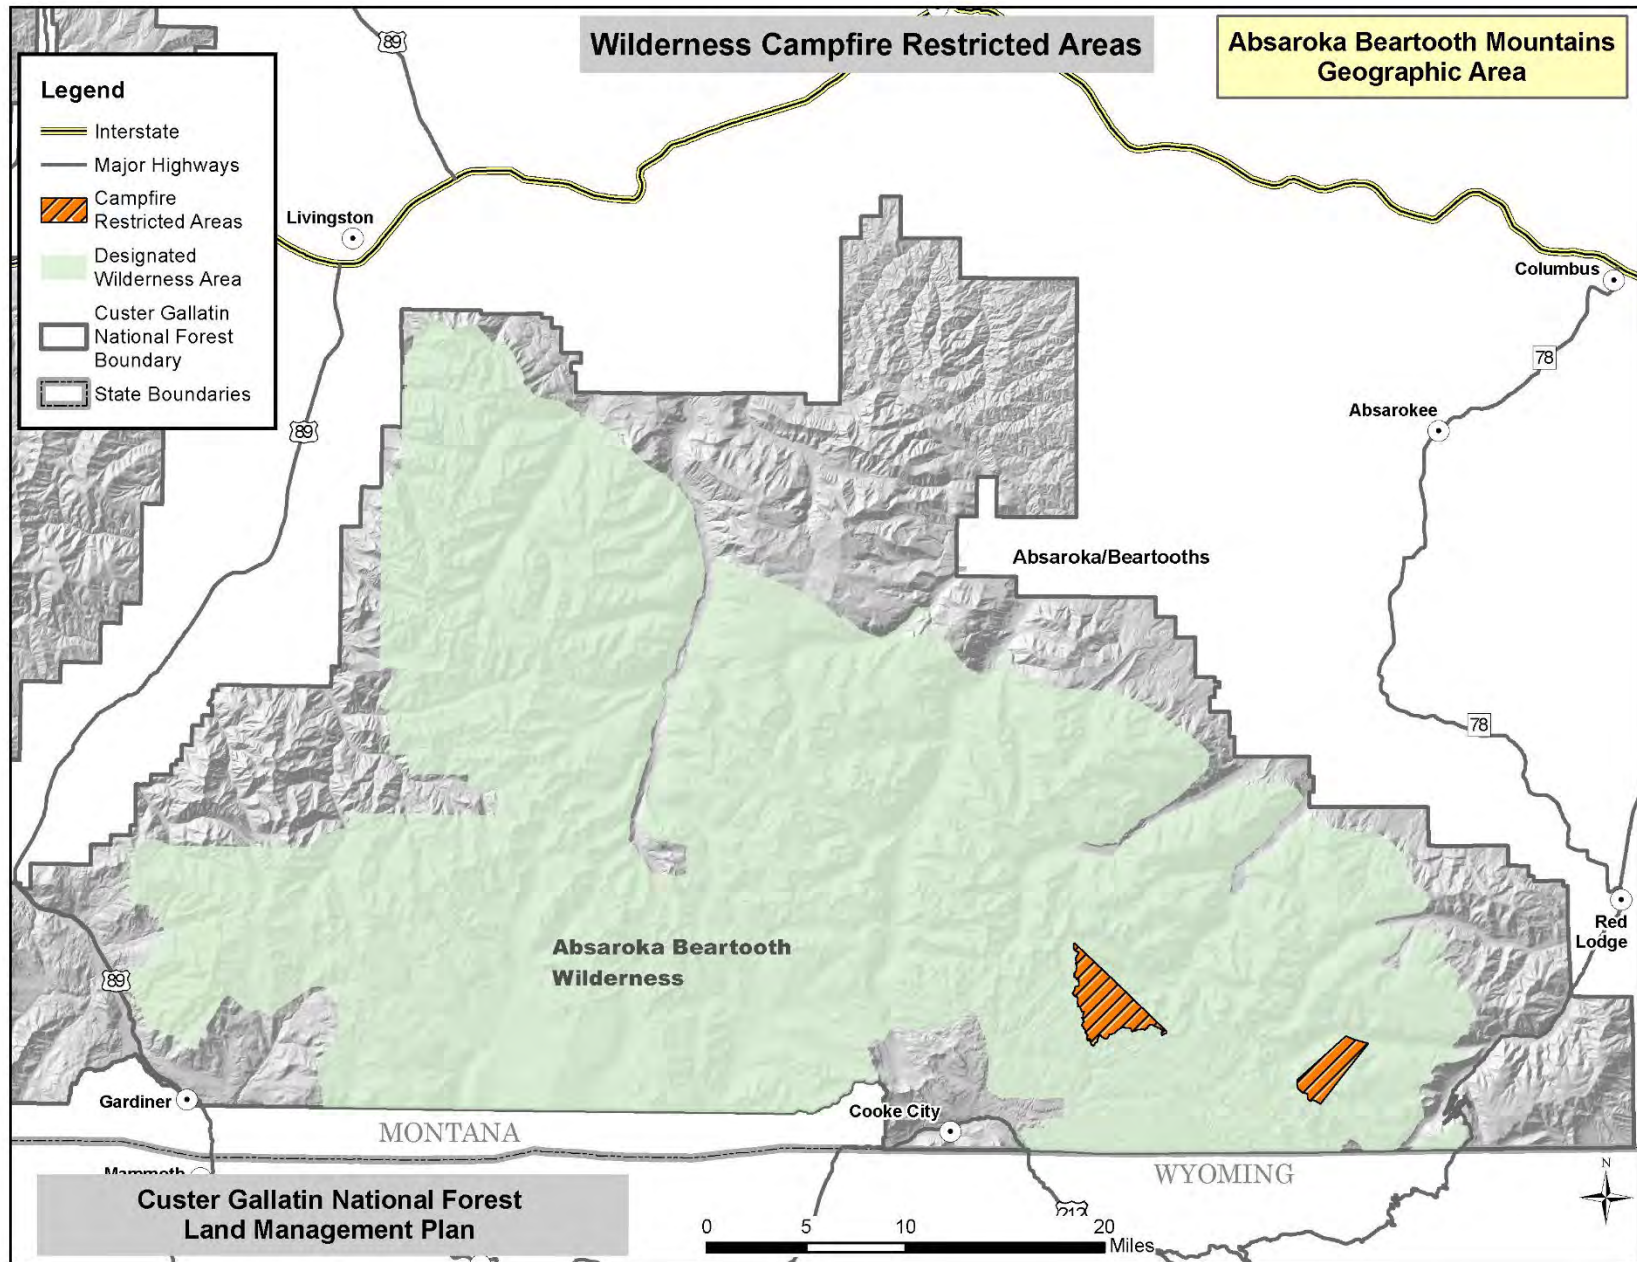 Wilderness Campfire Restricted Areas
Absaroka Beartooth Mountains
Geographic Area
Legend
Interstate
Major Highways
Campfire
Restricted Areas
Designated
Wilderness Area
Custer Gallatin
National Forest
Boundary
State Boundaries
89
Livingston
Columbus
78
Absarokee
89
Absaroka/Beartooths
78
Red
Lodge
Absaroka Beartooth
Wilderness
89
Gardiner
Cooke City
MONTANA
WYOMING
Mammoth
N
212
Custer Gallatin National Forest
Land Management Plan
0 5 10 20
Miles